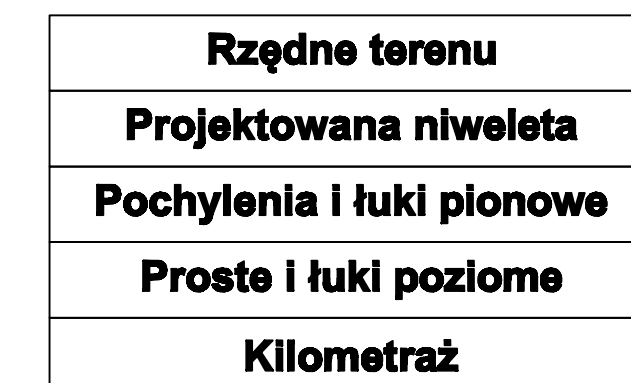 Rzędne terenu
Projektowana niweleta
Pochylenia i łuki pionowe
Proste i łuki poziome
Kilometraż